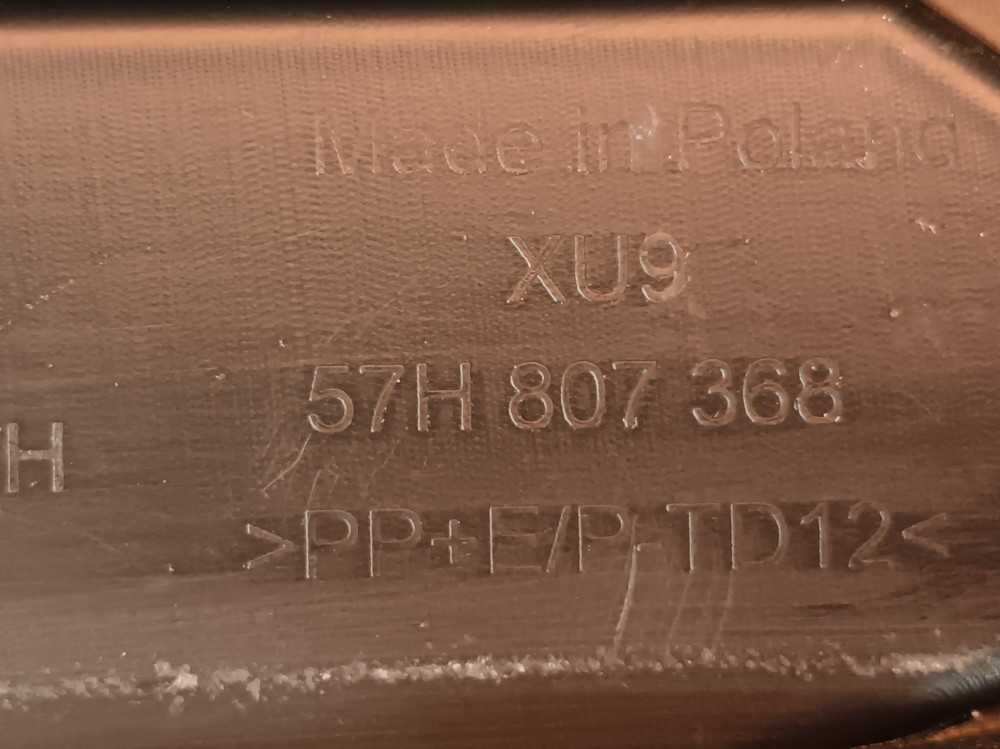 Made in Poland
XU9
57H 807 368
H
>PP+E/P-TD12<